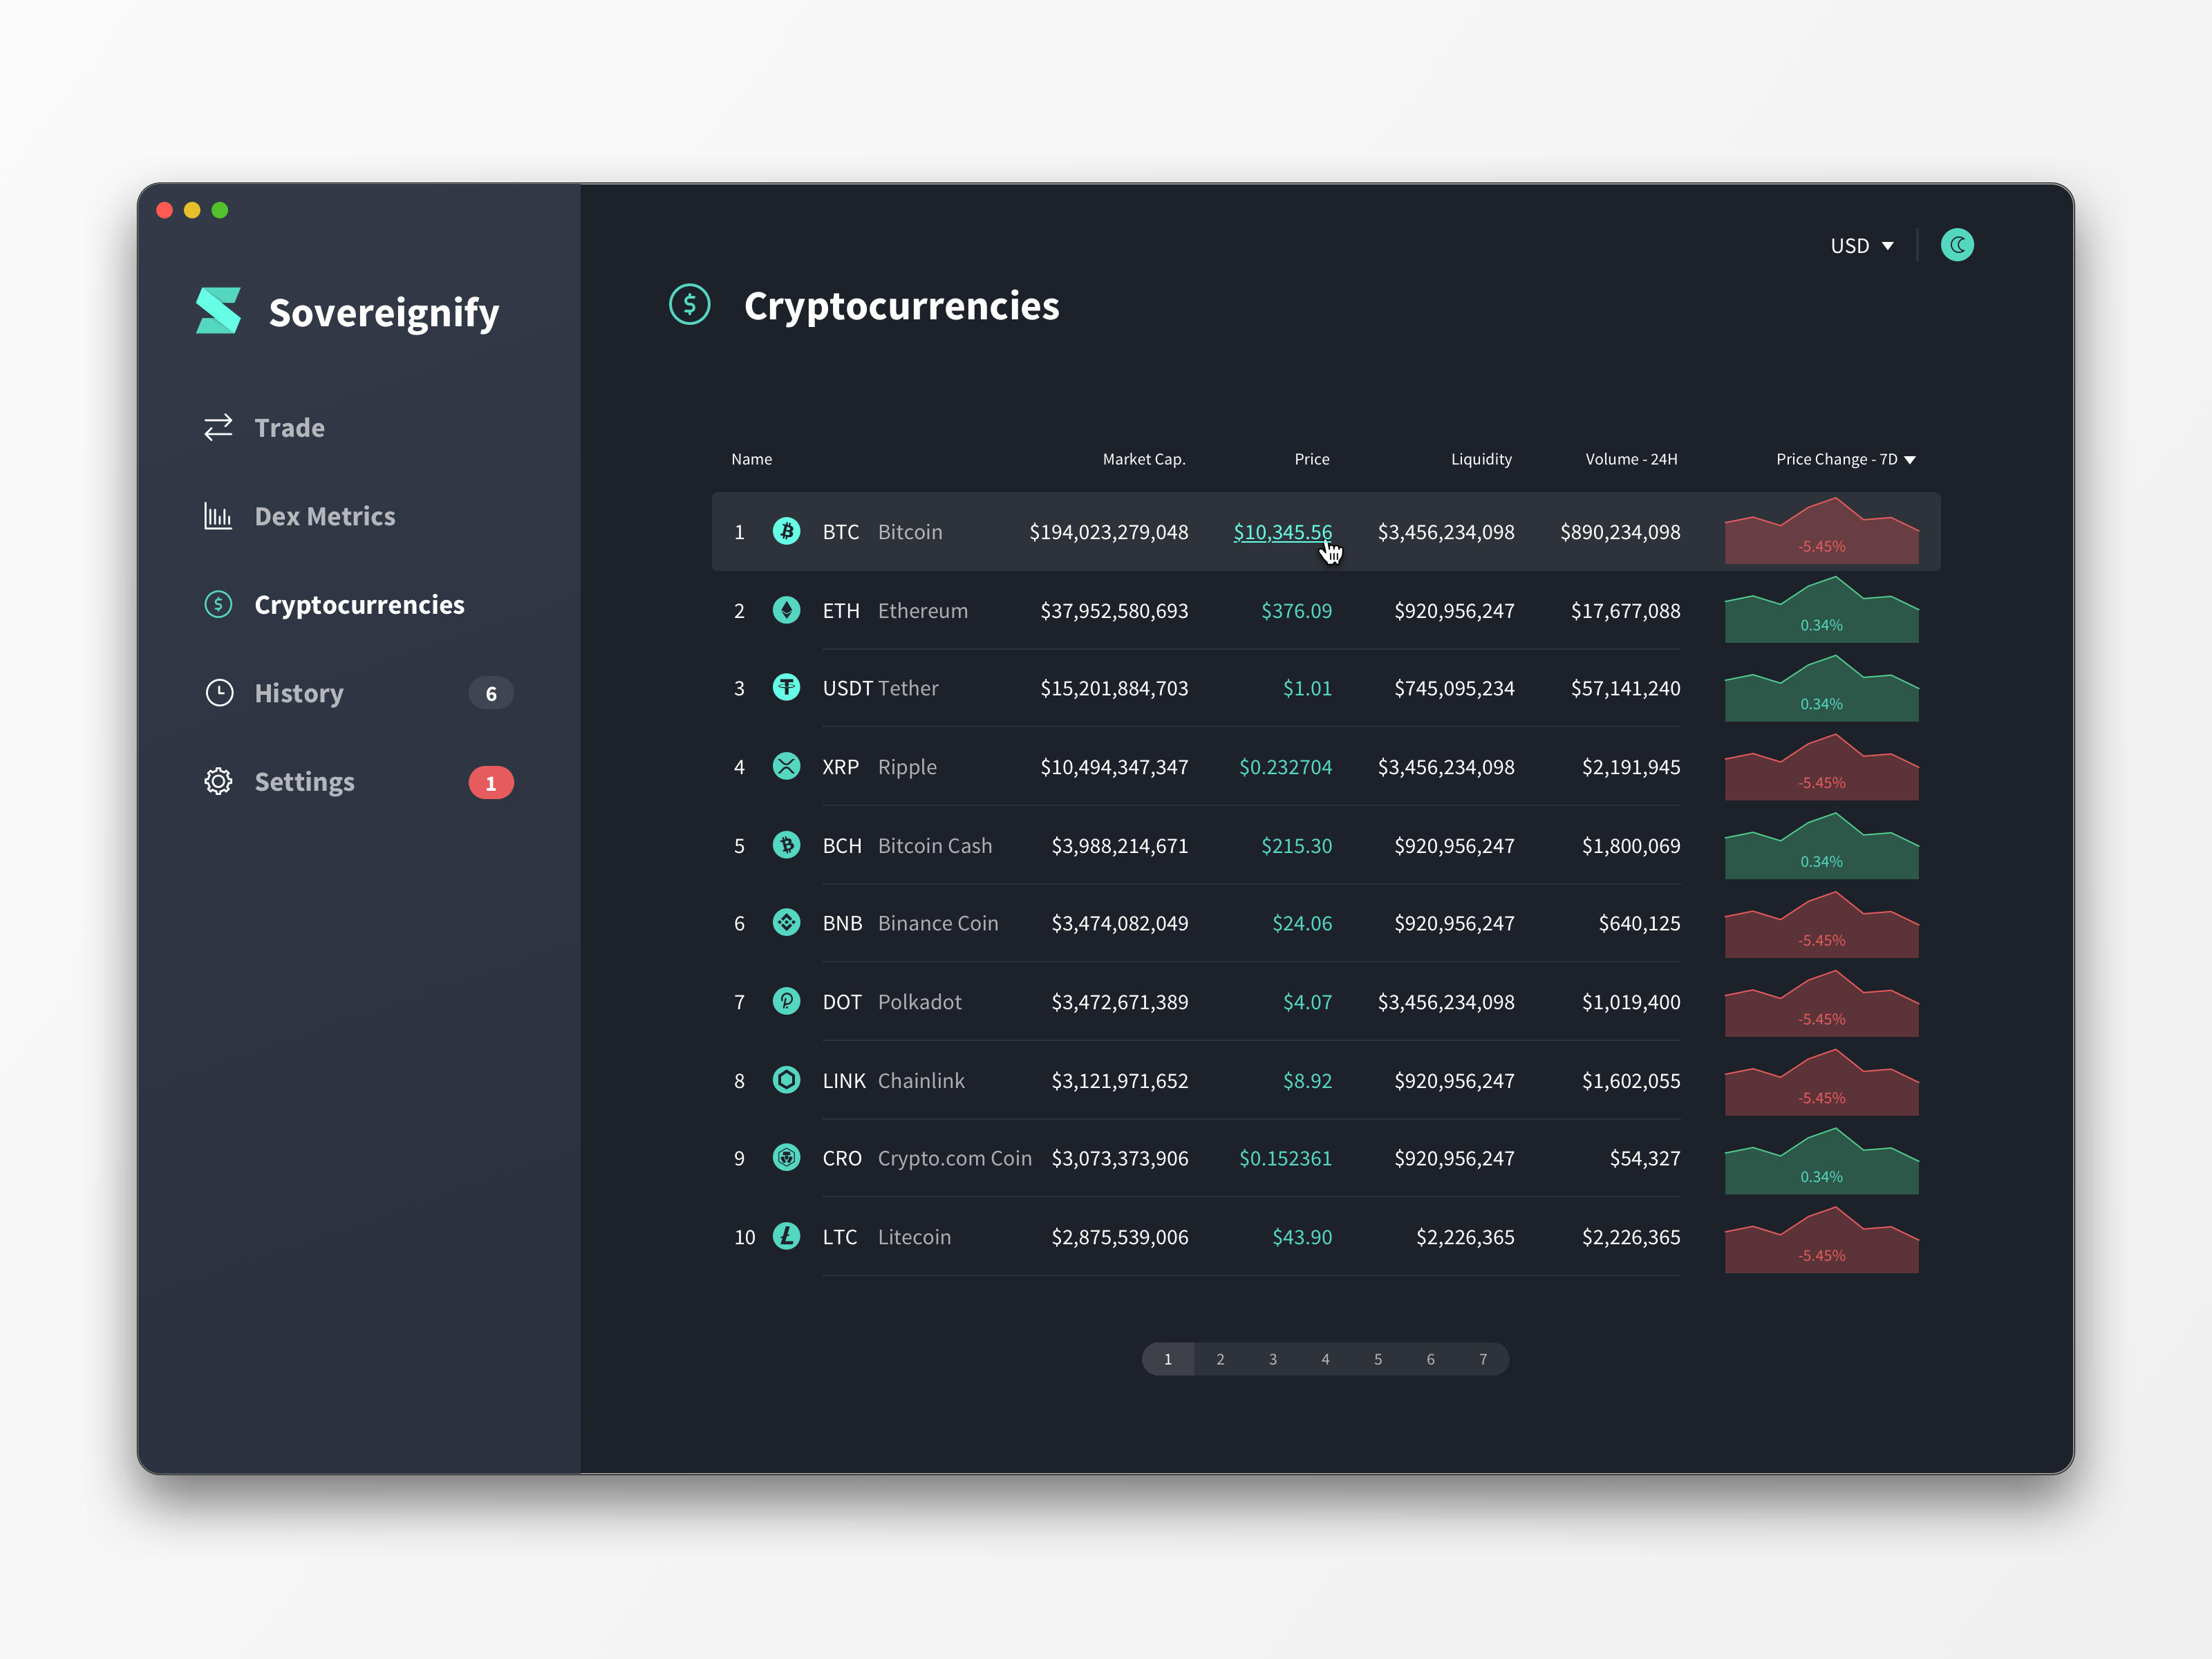 USD
Sovereignify
Cryptocurrencies
Trade
Dex Metrics
Cryptocurrencies
History 6
Settings 1
Name Market Cap. Price Liquidity Volume - 24H Price Change - 7D
1 BTC Bitcoin $194,023,279,048 $10,345.56 $3,456,234,098 $890,234,098 -5.45%
2 ETH Ethereum $37,952,580,693 $376.09 $920,956,247 $17,677,088 0.34%
3 USDT Tether $15,201,884,703 $1.01 $745,095,234 $57,141,240 0.34%
4 XRP Ripple $10,494,347,347 $0.232704 $3,456,234,098 $2,191,945 -5.45%
5 BCH Bitcoin Cash $3,988,214,671 $215.30 $920,956,247 $1,800,069 0.34%
6 BNB Binance Coin $3,474,082,049 $24.06 $920,956,247 $640,125 -5.45%
7 DOT Polkadot $3,472,671,389 $4.07 $3,456,234,098 $1,019,400 -5.45%
8 LINK Chainlink $3,121,971,652 $8.92 $920,956,247 $1,602,055 -5.45%
9 CRO Crypto.com Coin $3,073,373,906 $0.152361 $920,956,247 $54,327 0.34%
10 LTC Litecoin $2,875,539,006 $43.90 $2,226,365 $2,226,365 -5.45%
1 2 3 4 5 6 7